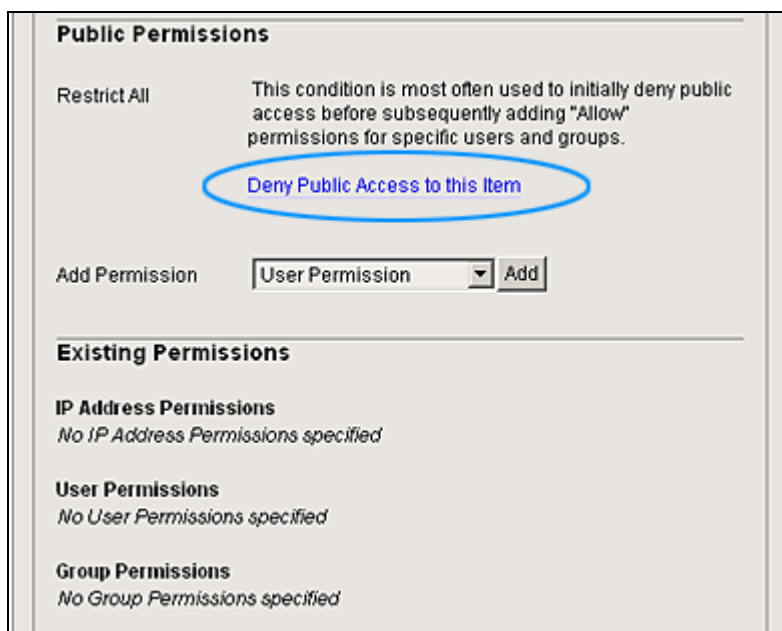 Public Permissions
Restrict All
This condition is most often used to initially deny public
access before subsequently adding "Allow"
permissions for specific users and groups.
Deny Public Access to this Item
Add Permission
User Permission
Add
Existing Permissions
IP Address Permissions
No IP Address Permissions specified
User Permissions
No User Permissions specified
Group Permissions
No Group Permissions specified